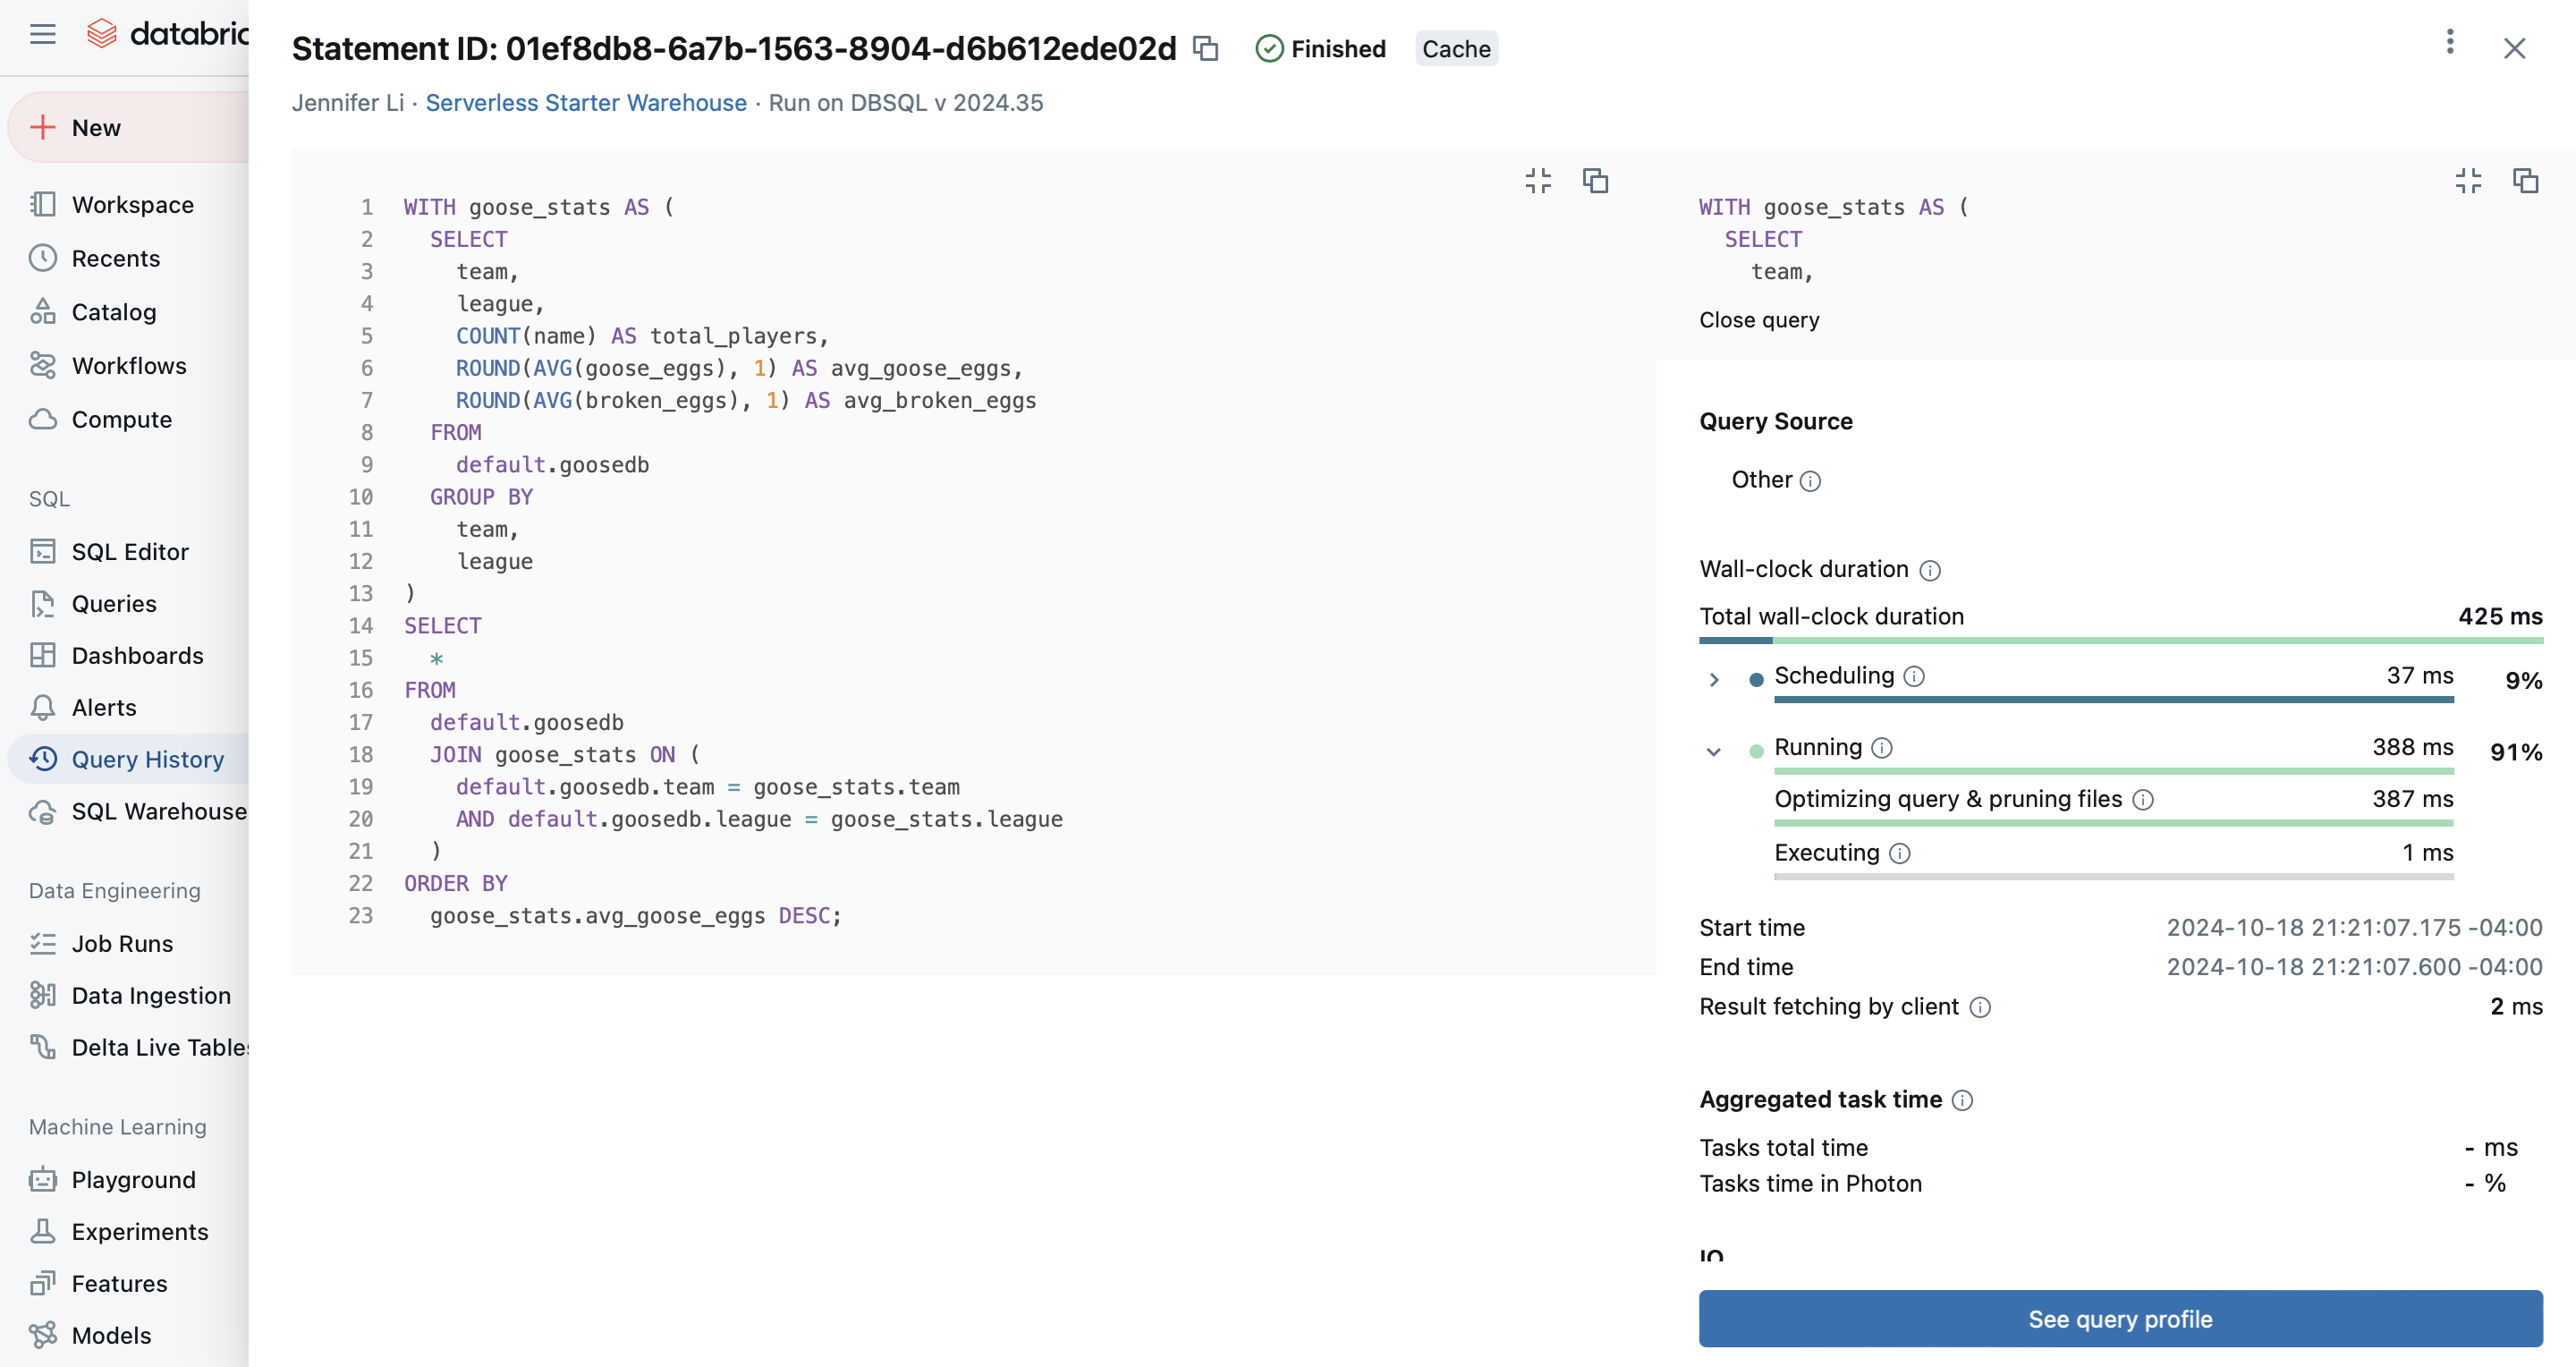 databric
New
Workspace
Recents
Catalog
Workflows
Compute
SQL
SQL Editor
Queries
Dashboards
Alerts
Query History
SQL Warehouse
Data Engineering
Job Runs
Data Ingestion
Delta Live Tables
Machine Learning
Playground
Experiments
Features
Models
Statement ID: 01ef8db8-6a7b-1563-8904-d6b612ede02d Finished Cache
Jennifer Li · Serverless Starter Warehouse · Run on DBSQL v 2024.35
1 WITH goose_stats AS (
2 SELECT
3 team,
4 league,
5 COUNT(name) AS total_players,
6 ROUND(AVG(goose_eggs), 1) AS avg_goose_eggs,
7 ROUND(AVG(broken_eggs), 1) AS avg_broken_eggs
8 FROM
9 default.goosedb
10 GROUP BY
11 team,
12 league
13 )
14 SELECT
15 *
16 FROM
17 default.goosedb
18 JOIN goose_stats ON (
19 default.goosedb.team = goose_stats.team
20 AND default.goosedb.league = goose_stats.league
21 )
22 ORDER BY
23 goose_stats.avg_goose_eggs DESC;
WITH goose_stats AS (
SELECT
team,
Close query
Query Source
Other
Wall-clock duration
Total wall-clock duration 425 ms
Scheduling 37 ms 9%
Running 388 ms 91%
Optimizing query & pruning files 387 ms
Executing 1 ms
Start time 2024-10-18 21:21:07.175 -04:00
End time 2024-10-18 21:21:07.600 -04:00
Result fetching by client 2 ms
Aggregated task time
Tasks total time - ms
Tasks time in Photon - %
IO
See query profile